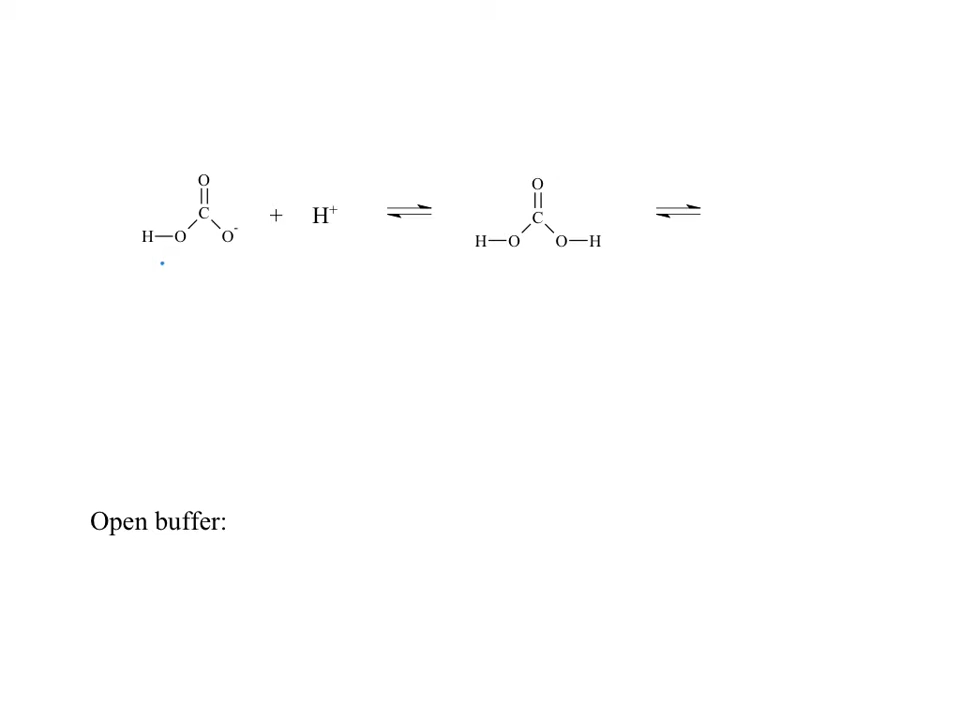 O O
C + H⁺ ⇌ C ⇌
H—O O⁻ H—O O—H
Open buffer: